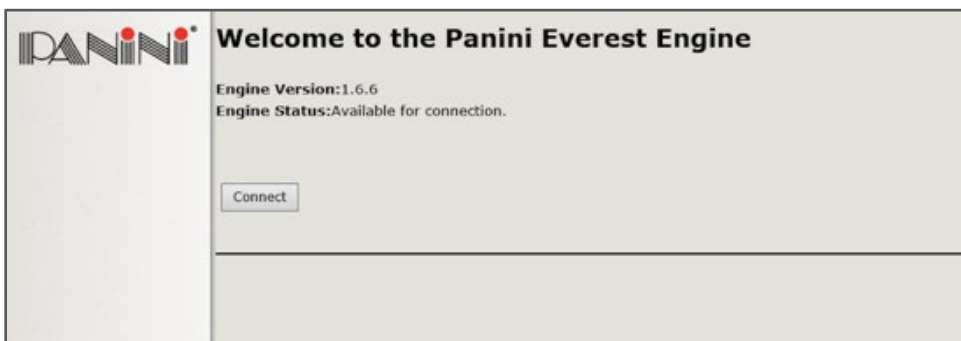 PANINI®
Welcome to the Panini Everest Engine
Engine Version:1.6.6
Engine Status:Available for connection.
Connect